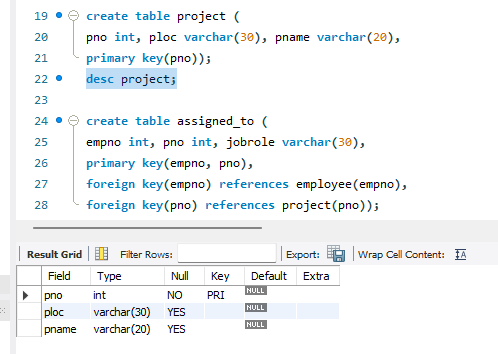 19 create table project (
20 pno int, ploc varchar(30), pname varchar(20),
21 primary key(pno));
22 desc project;
23
24 create table assigned_to (
25 empno int, pno int, jobrole varchar(30),
26 primary key(empno, pno),
27 foreign key(empno) references employee(empno),
28 foreign key(pno) references project(pno));
Result Grid Filter Rows: Export: Wrap Cell Content: IA
Field Type Null Key Default Extra
pno int NO PRI NULL
ploc varchar(30) YES NULL
pname varchar(20) YES NULL